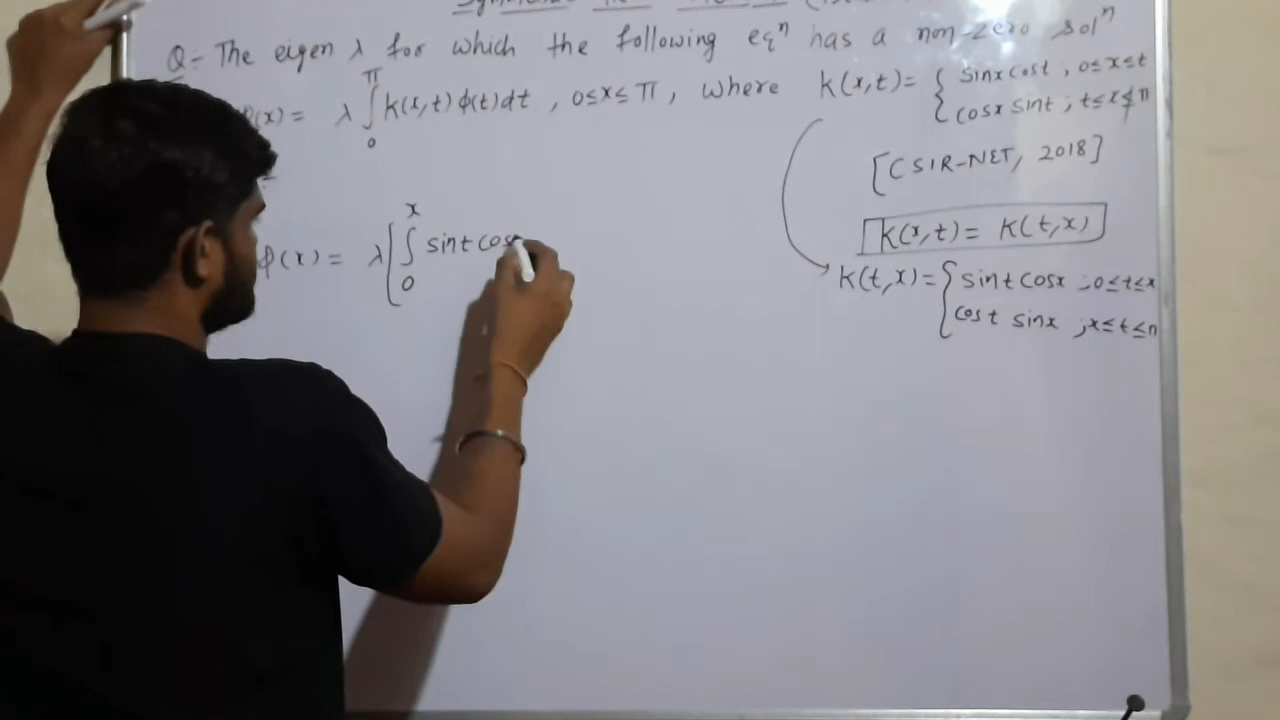 Q:- The eigen λ for which the following eqⁿ has a non-zero solⁿ
(x) = λ ∫₀^π K(x,t) φ(t) dt , 0≤x≤π, where K(x,t) = { sinx cost , 0≤x≤t
cosx sint ; t≤x≤π
[CSIR-NET, 2018]
K(x,t) = K(t,x)
φ(x) = λ [ ∫₀^x sint cos
K(t,x) = { sint cosx ; 0≤t≤x
cost sinx ; x≤t≤π